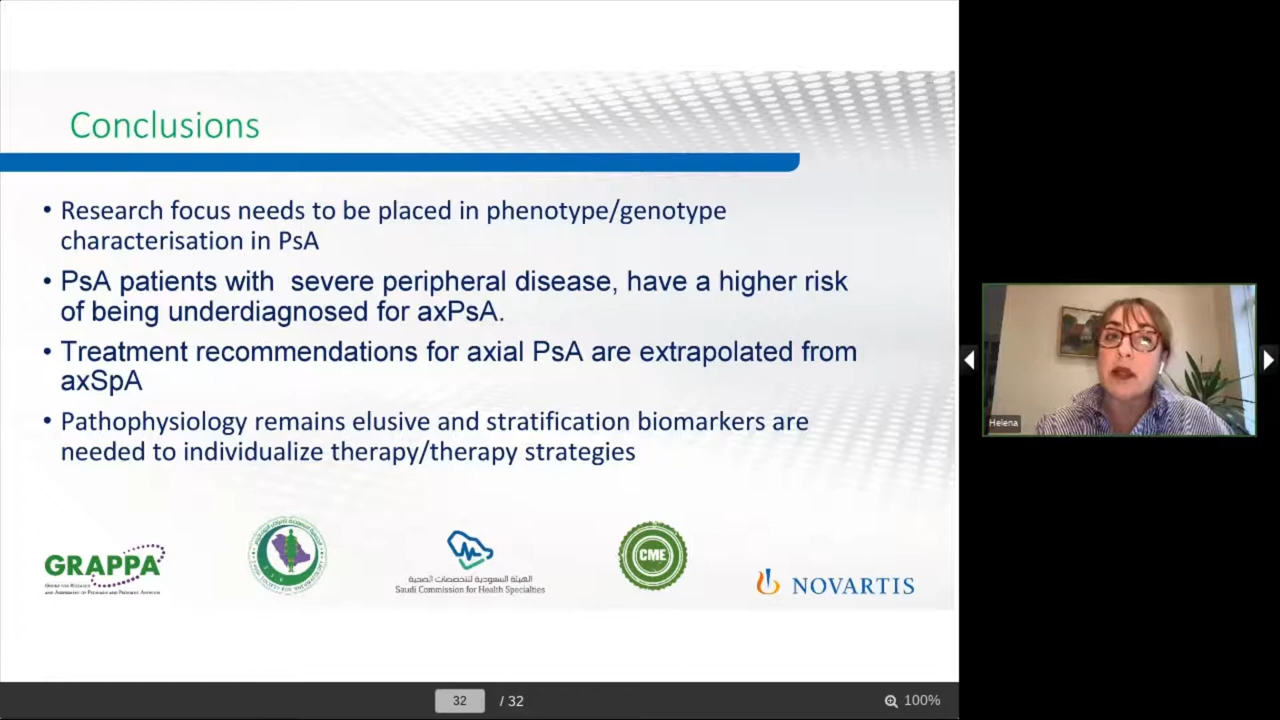 Conclusions
• Research focus needs to be placed in phenotype/genotype
characterisation in PsA
• PsA patients with  severe peripheral disease, have a higher risk
of being underdiagnosed for axPsA.
• Treatment recommendations for axial PsA are extrapolated from
axSpA
• Pathophysiology remains elusive and stratification biomarkers are
needed to individualize therapy/therapy strategies
GRAPPA
الهيئة السعودية للتخصصات الصحية
Saudi Commission for Health Specialties
CME
NOVARTIS
Helena
32 / 32
100%